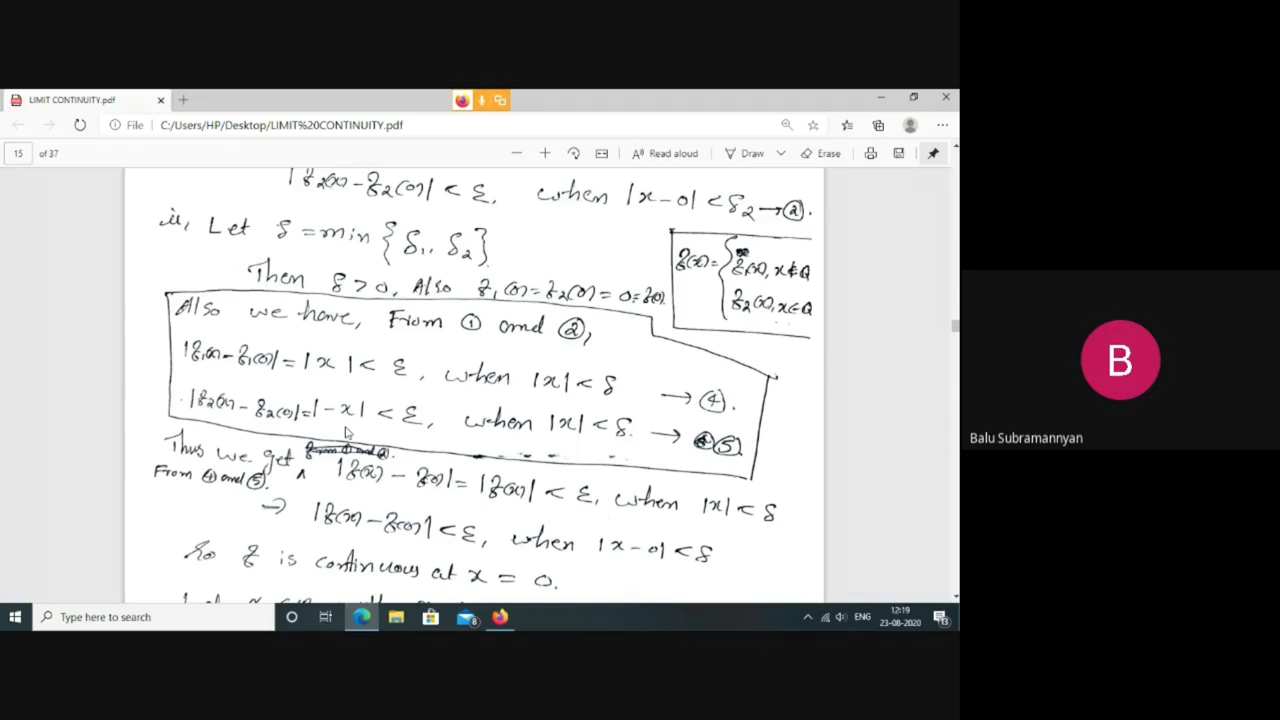 LIMIT CONTINUITY.pdf
File C:/Users/HP/Desktop/LIMIT%20CONTINUITY.pdf
15 of 37 Read aloud Draw Erase
|f₂(x) - f₂(0)| < ε, when |x-0| < δ₂ → ②.
Let δ = min {δ₁, δ₂}
Then δ > 0. Also f₁(0) = f₂(0) = 0 = f(0).
f(x) = { f₁(x), x∉Q
f₂(x), x∈Q
Also we have, From ① and ②,
|f₁(x) - f₁(0)| = |x| < ε, when |x| < δ → ④.
|f₂(x) - f₂(0)| = |-x| < ε, when |x| < δ. → ⑤
Thus we get
From ④ and ⑤. |f(x) - f(0)| = |f(x)| < ε, when |x| < δ
⇒ |f(x) - f(0)| < ε, when |x-0| < δ
So f is continuous at x = 0.
Balu Subramannyan
B
Type here to search
8
ENG
12:19
23-08-2020
13